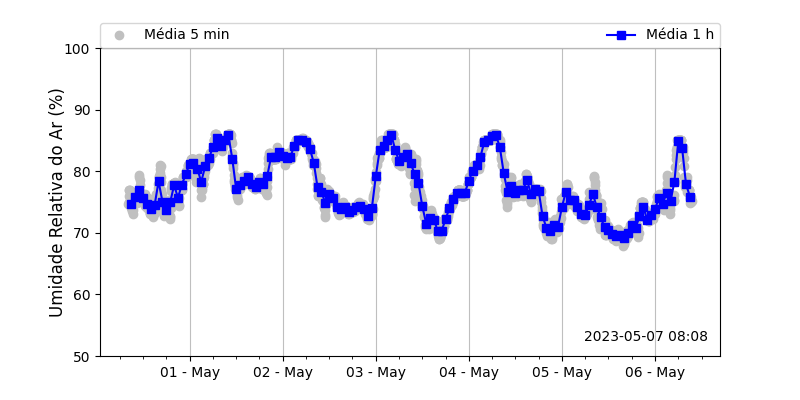 Média 5 min
Média 1 h
100
90
80
70
60
50
Umidade Relativa do Ar (%)
2023-05-07 08:08
01 - May
02 - May
03 - May
04 - May
05 - May
06 - May